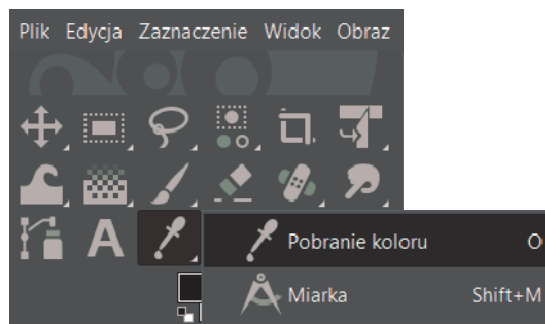 Plik Edycja Zaznaczenie Widok Obraz
Pobranie koloru O
Miarka Shift+M